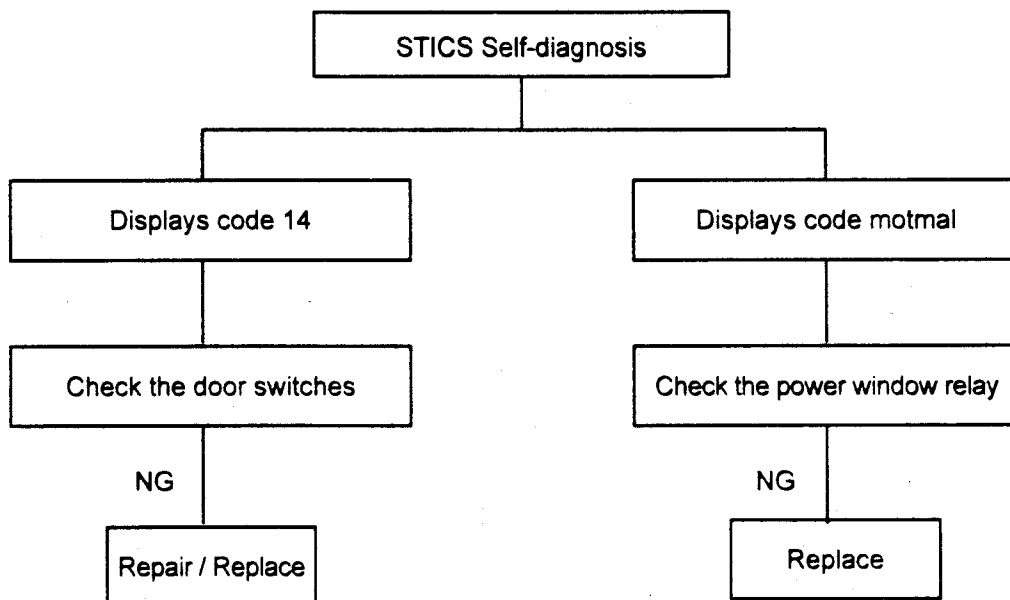 STICS Self-diagnosis
Displays code 14
Displays code motmal
Check the door switches
Check the power window relay
NG
NG
Repair / Replace
Replace